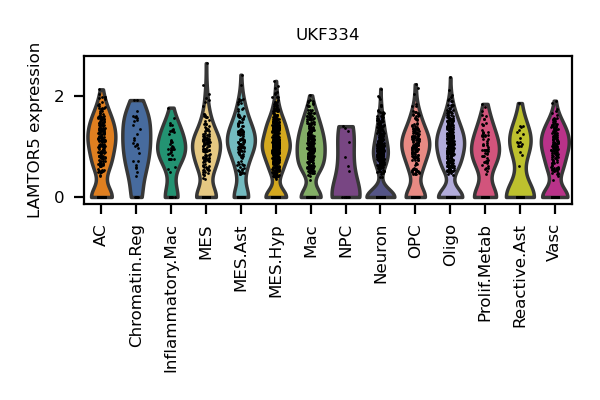 UKF334
LAMTOR5 expression
2
0
AC
Chromatin.Reg
Inflammatory.Mac
MES
MES.Ast
MES.Hyp
Mac
NPC
Neuron
OPC
Oligo
Prolif.Metab
Reactive.Ast
Vasc